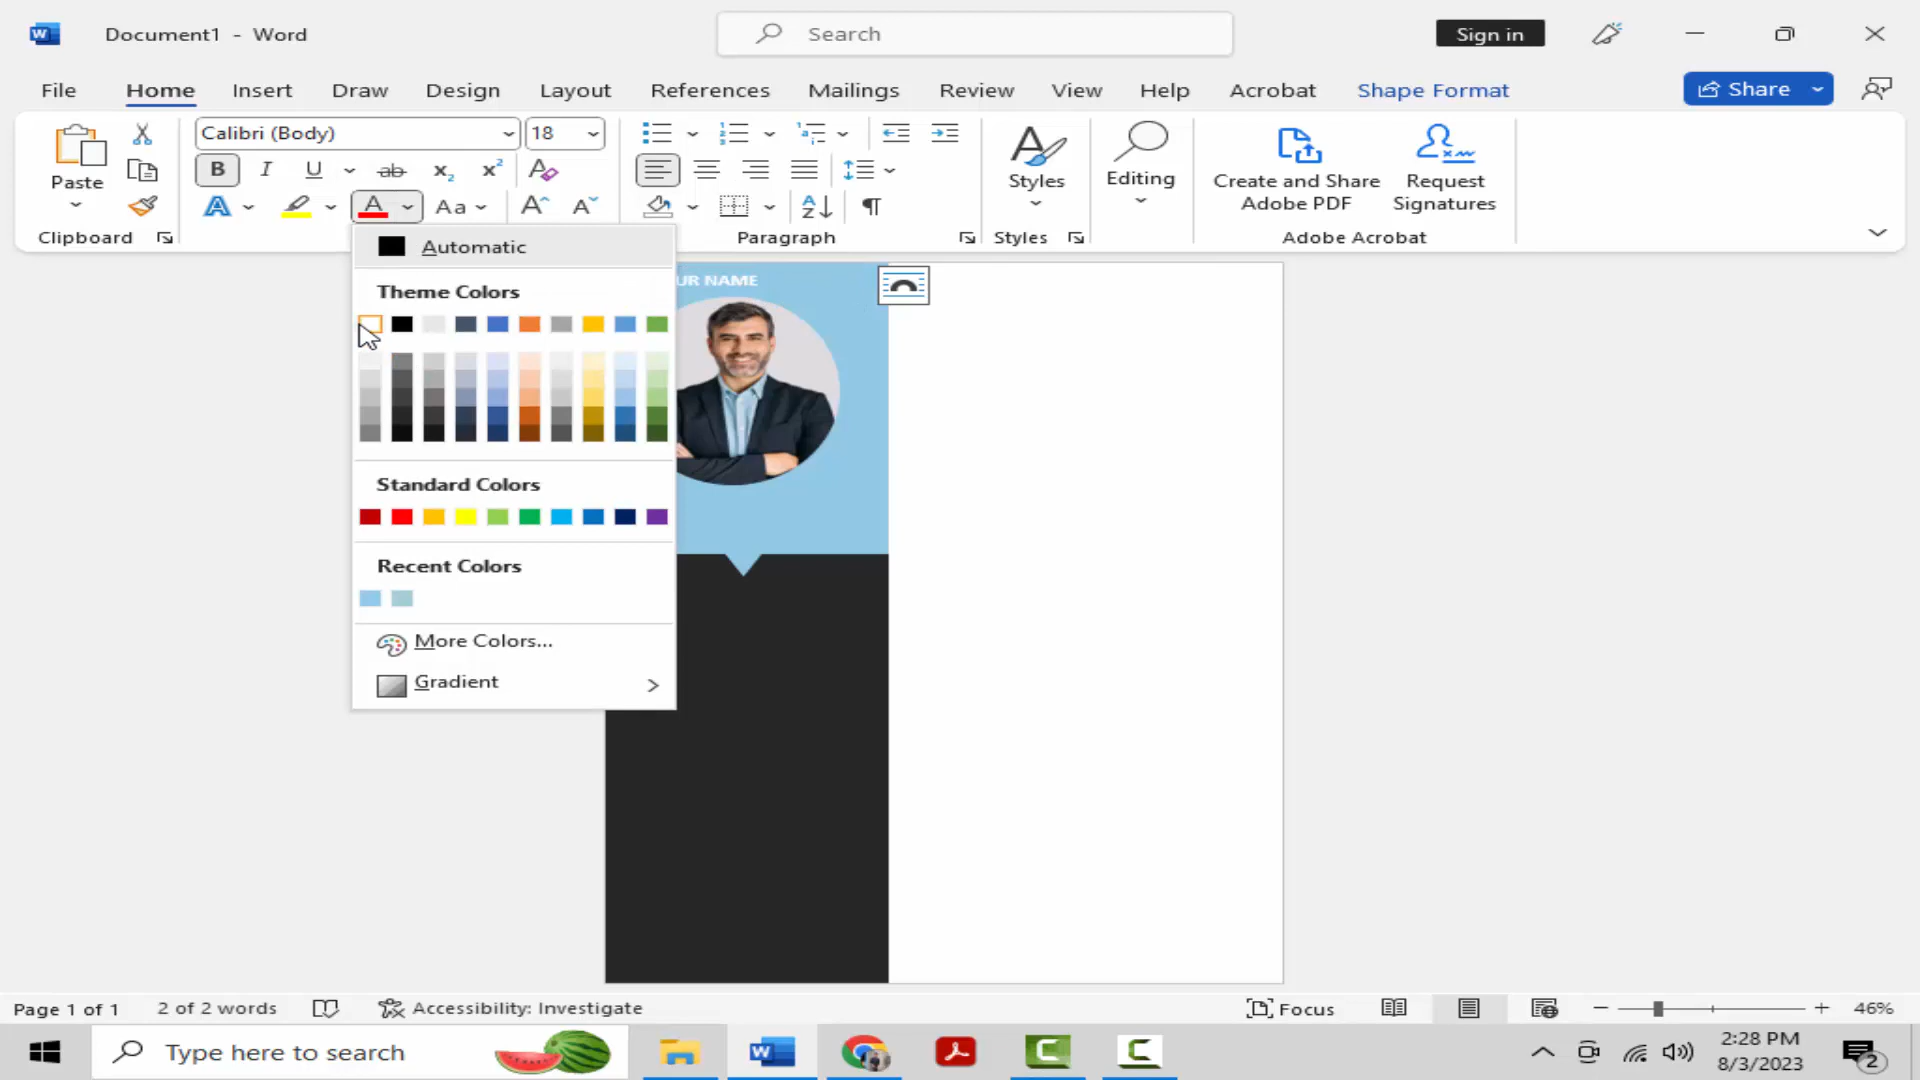 Document1 - Word
Search
Sign in
File Home Insert Draw Design Layout References Mailings Review View Help Acrobat Shape Format
Share
Paste
Clipboard
Calibri (Body)
18
Paragraph
Styles
Styles
Editing
Create and Share
Adobe PDF
Request
Signatures
Adobe Acrobat
Automatic
Theme Colors
Standard Colors
Recent Colors
More Colors...
Gradient
UR NAME
Page 1 of 1
2 of 2 words
Accessibility: Investigate
Focus
46%
Type here to search
2:28 PM
8/3/2023
2